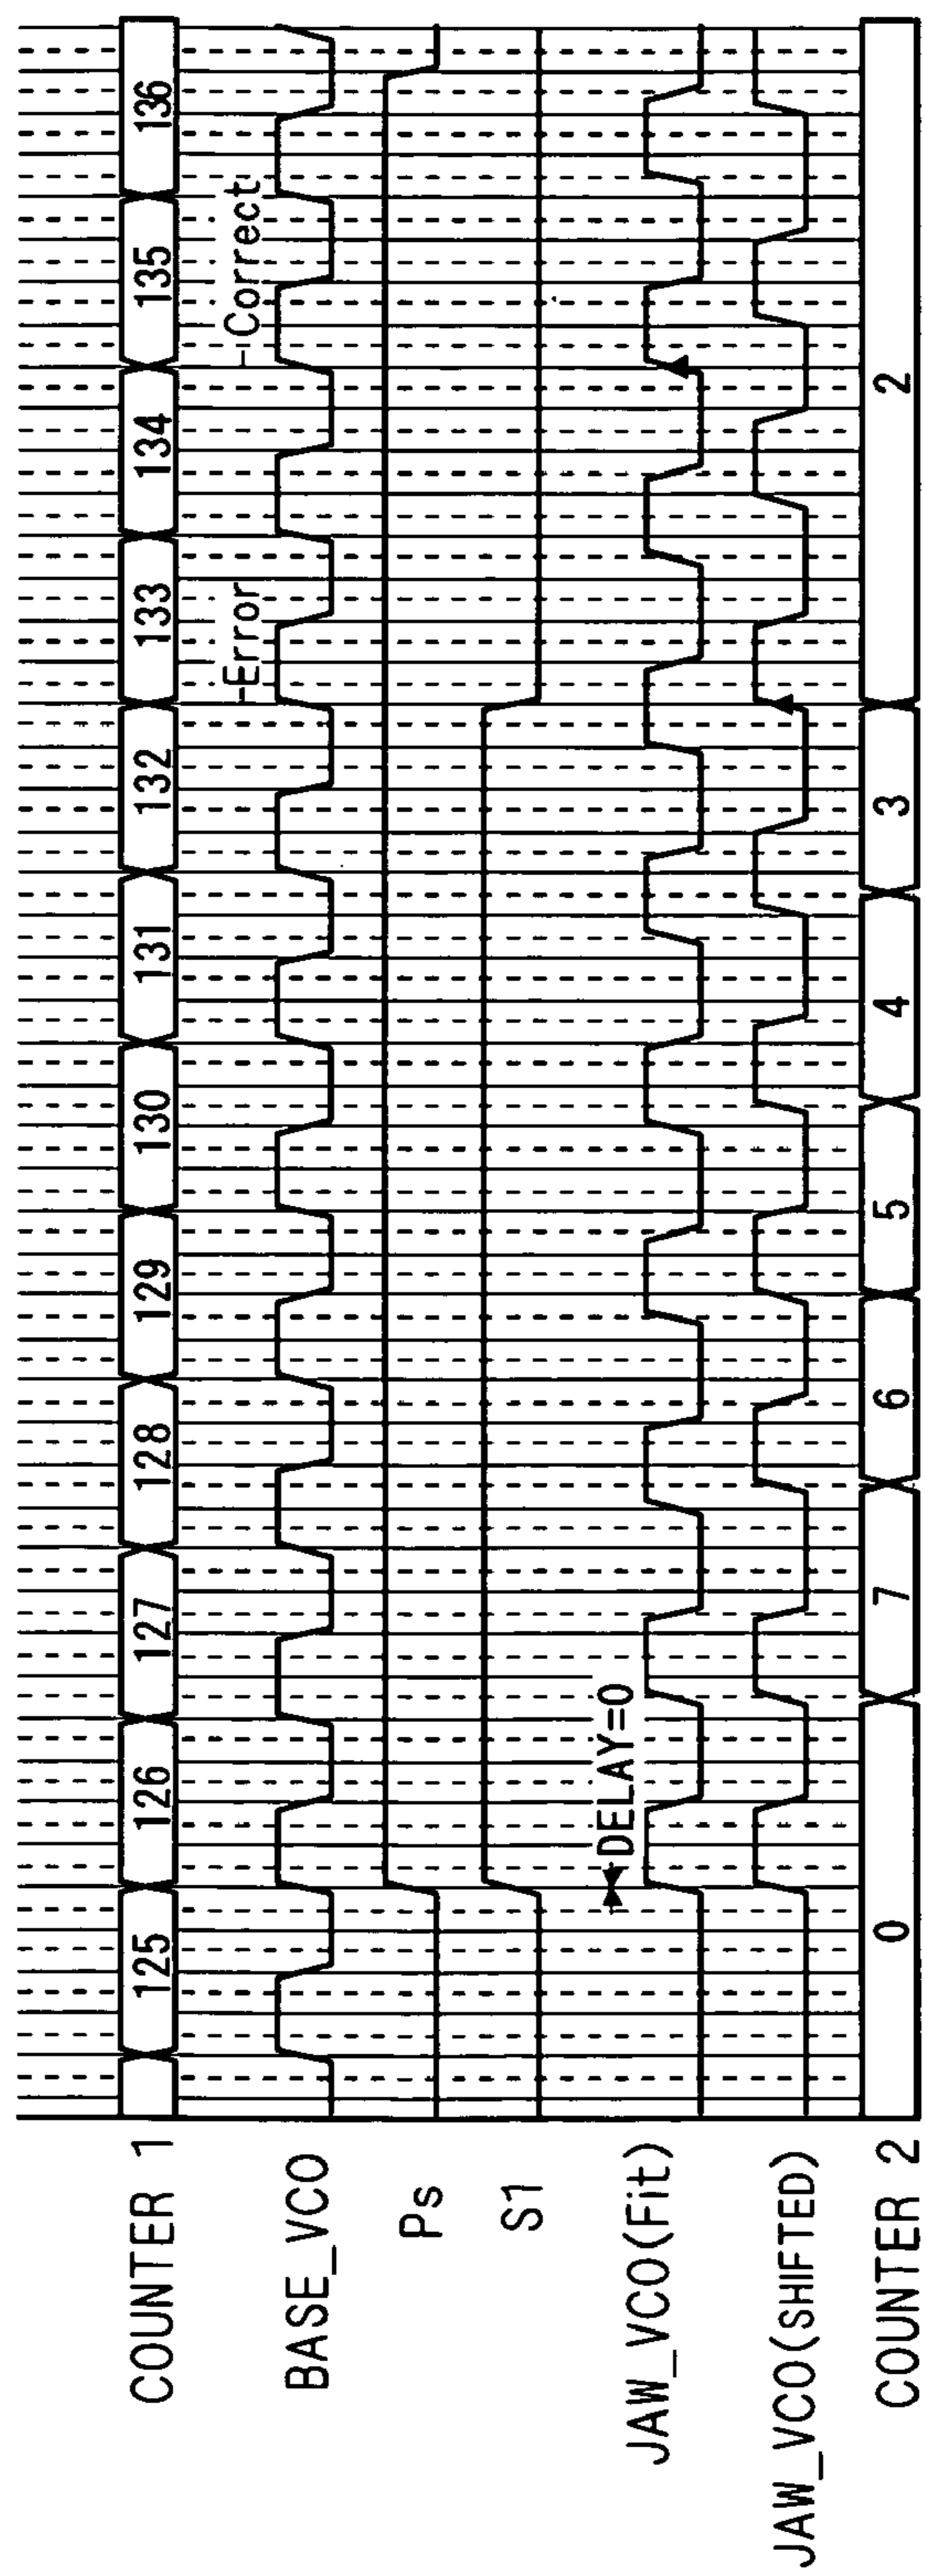 COUNTER 1 125 126 127 128 129 130 131 132 133 134 135 136
-Error -Correct
BASE_VCO
Ps
S1
DELAY=0
JAW_VCO(Fit)
JAW_VCO(SHIFTED)
COUNTER 2 0 7 6 5 4 3 2